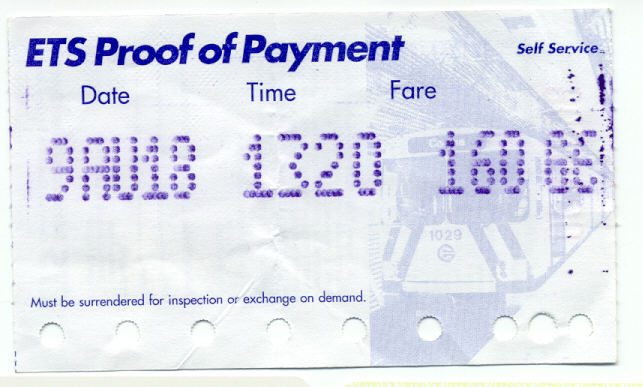 ETS Proof of Payment Self Service
Date Time Fare
9AU19 1320 160
1029
Must be surrendered for inspection or exchange on demand.